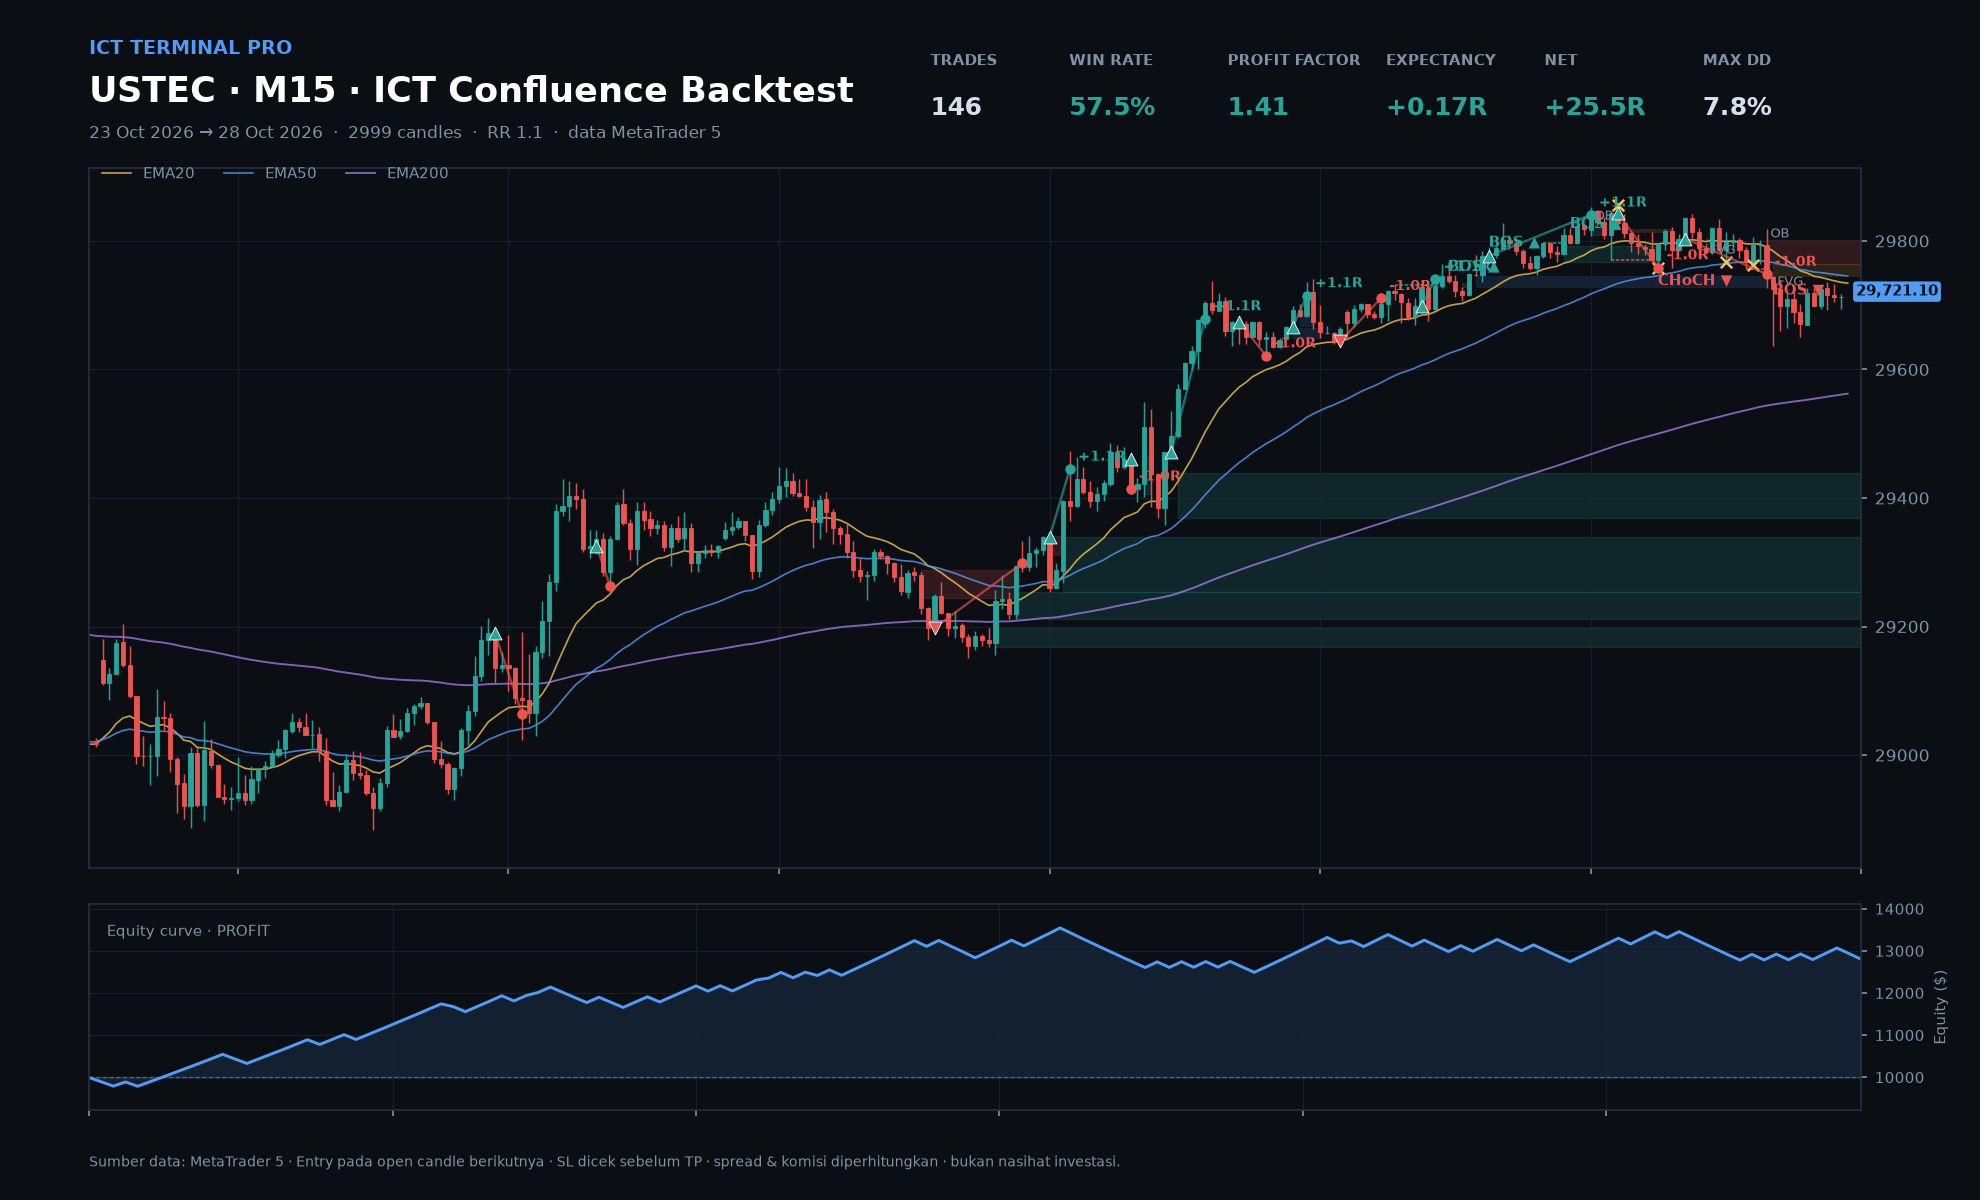 ICT TERMINAL PRO
USTEC · M15 · ICT Confluence Backtest
23 Oct 2026 → 28 Oct 2026 · 2999 candles · RR 1.1 · data MetaTrader 5
TRADES WIN RATE PROFIT FACTOR EXPECTANCY NET MAX DD
146 57.5% 1.41 +0.17R +25.5R 7.8%
EMA20 EMA50 EMA200
+1.1R
BOS ▲
BOS ▲
OB
29800
-1.0R
-1.0R
CHoCH ▼
FVG
BOS ▼
29,721.10
+1.1R
-1.0R
-1.0R
29600
+1.1R
-1.0R
29400
29200
29000
Equity curve · PROFIT
14000
13000
12000
11000
10000
Equity ($)
Sumber data: MetaTrader 5 · Entry pada open candle berikutnya · SL dicek sebelum TP · spread & komisi diperhitungkan · bukan nasihat investasi.